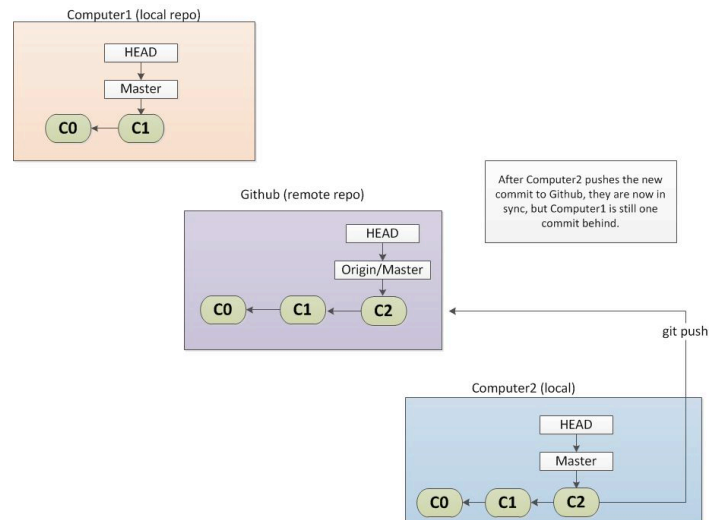 Computer1 (local repo)
HEAD
Master
C0
C1
Github (remote repo)
After Computer2 pushes the new
commit to Github, they are now in
sync, but Computer1 is still one
commit behind.
HEAD
Origin/Master
C0
C1
C2
git push
Computer2 (local)
HEAD
Master
C0
C1
C2